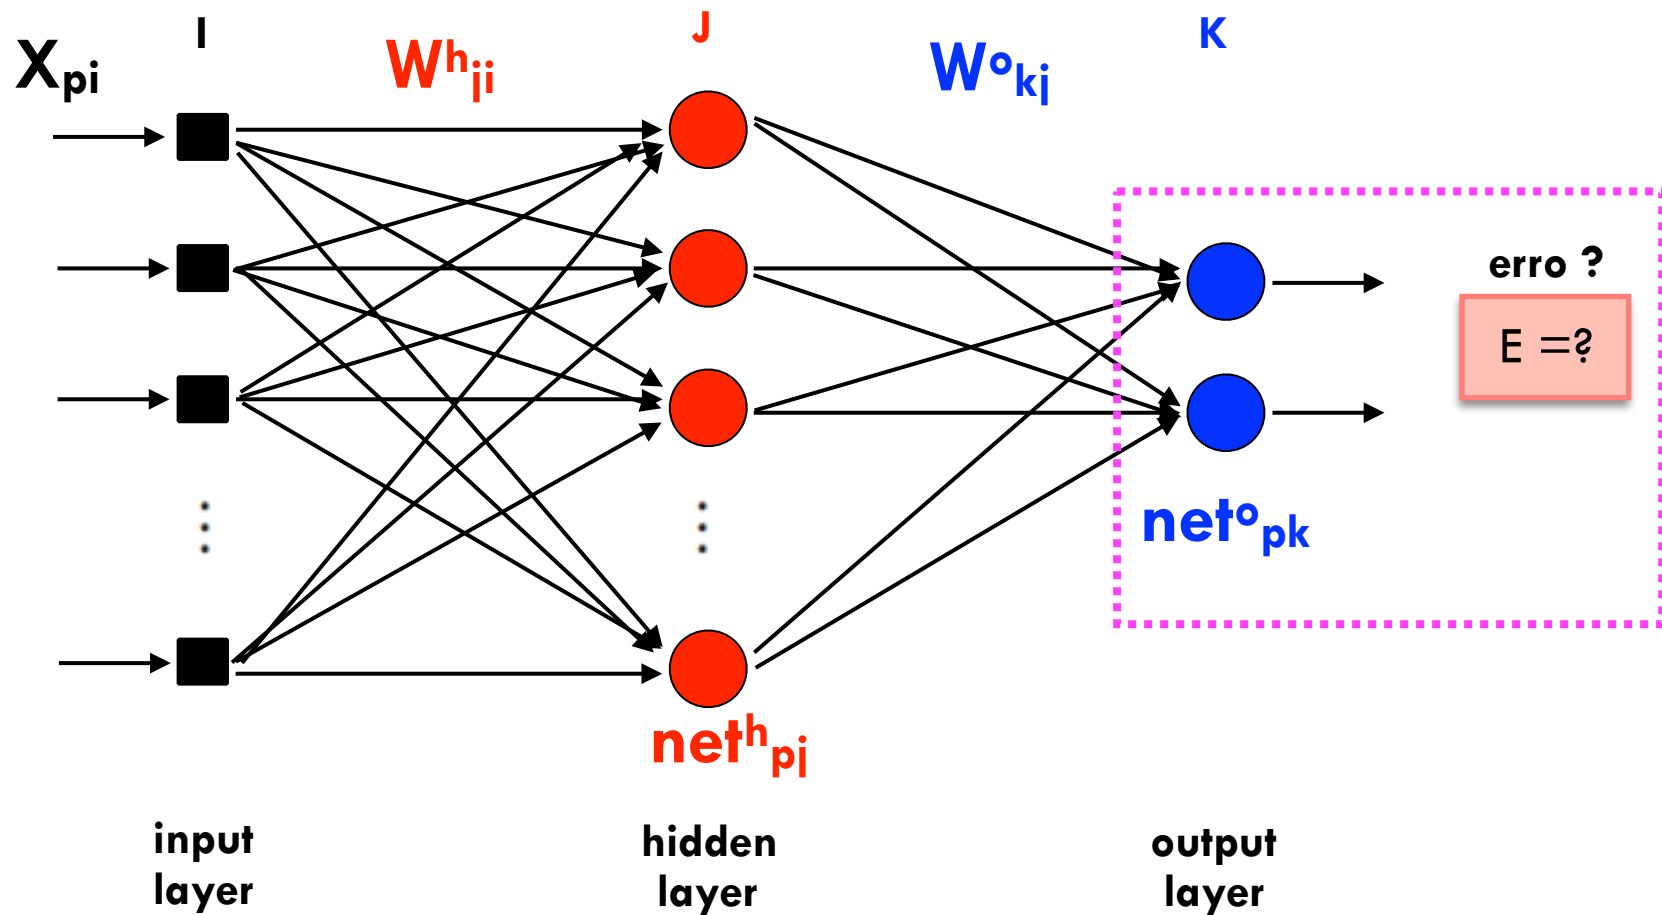 I
J
K
Xpi
Whji
Wokj
erro ?
E =?
netopk
nethpj
input
layer
hidden
layer
output
layer